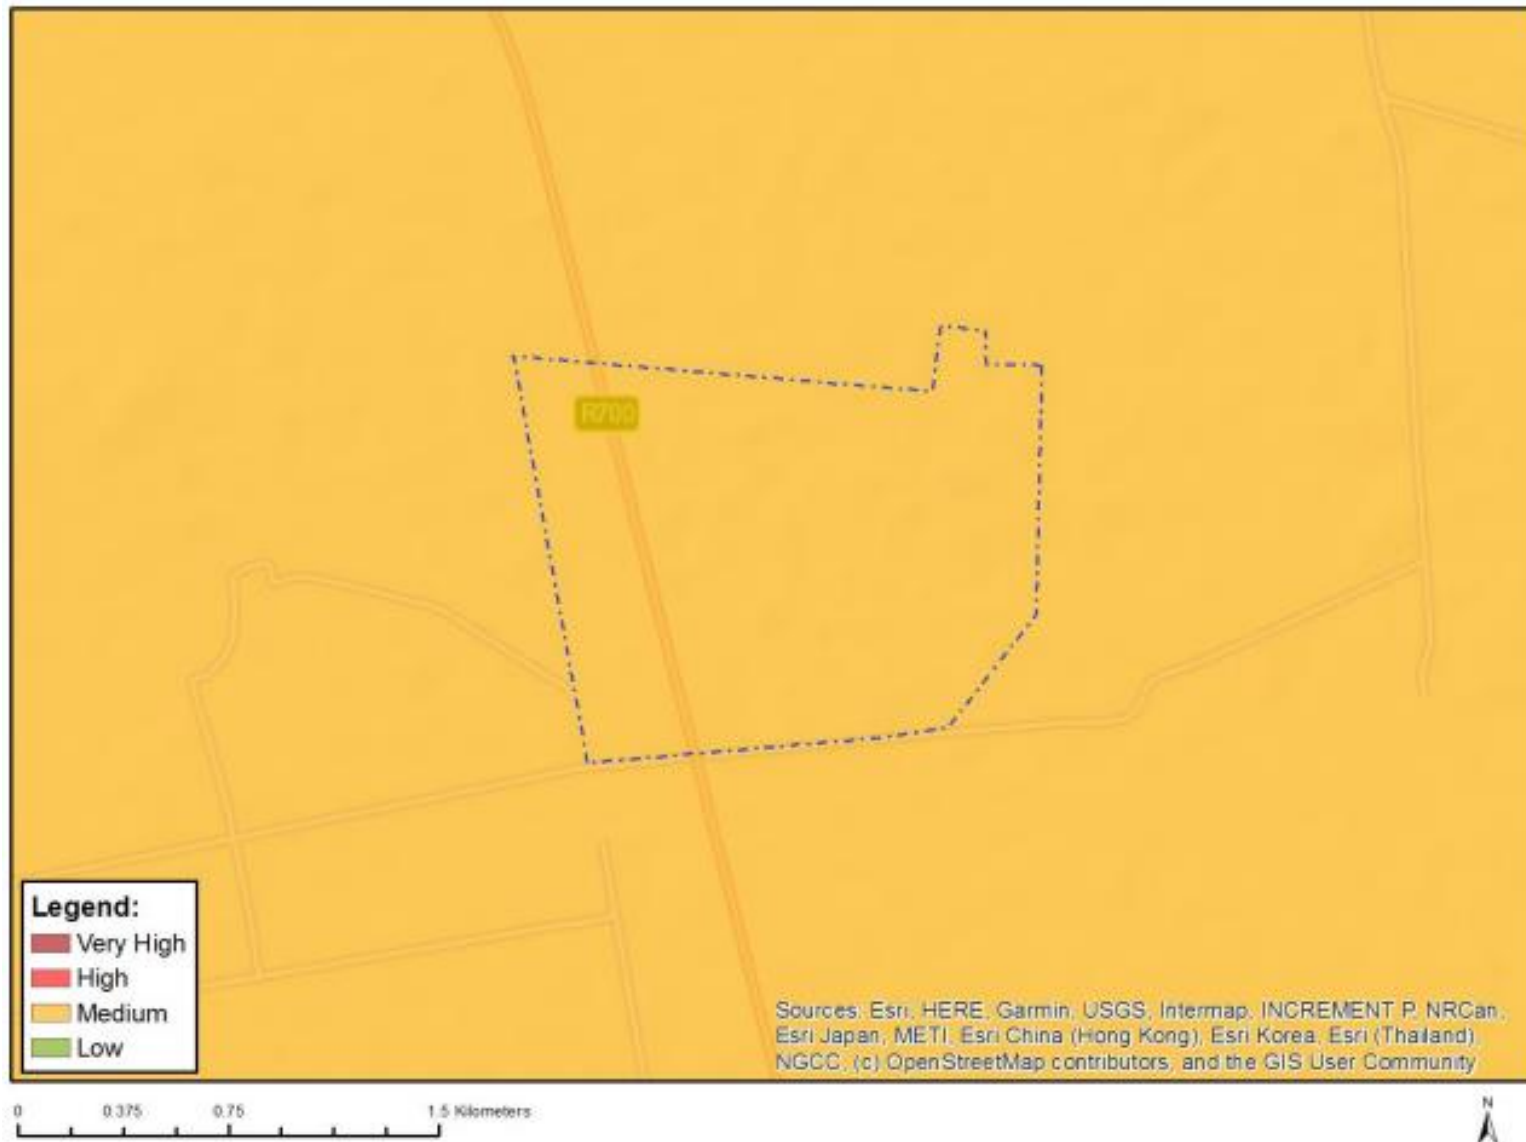 R700
Legend:
Very High
High
Medium
Low
Sources: Esri, HERE, Garmin, USGS, Intermap, INCREMENT P, NRCan,
Esri Japan, METI, Esri China (Hong Kong), Esri Korea, Esri (Thailand),
NGCC, (c) OpenStreetMap contributors, and the GIS User Community
0 0.375 0.75 1.5 Kilometers
N